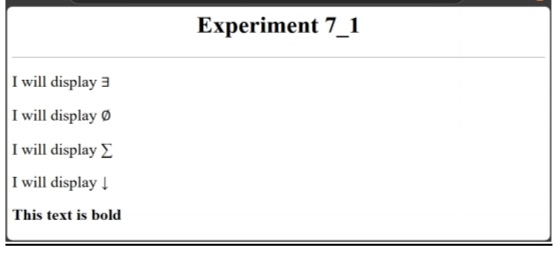 Experiment 7_1
I will display ∃
I will display ∅
I will display ∑
I will display ↓
This text is bold